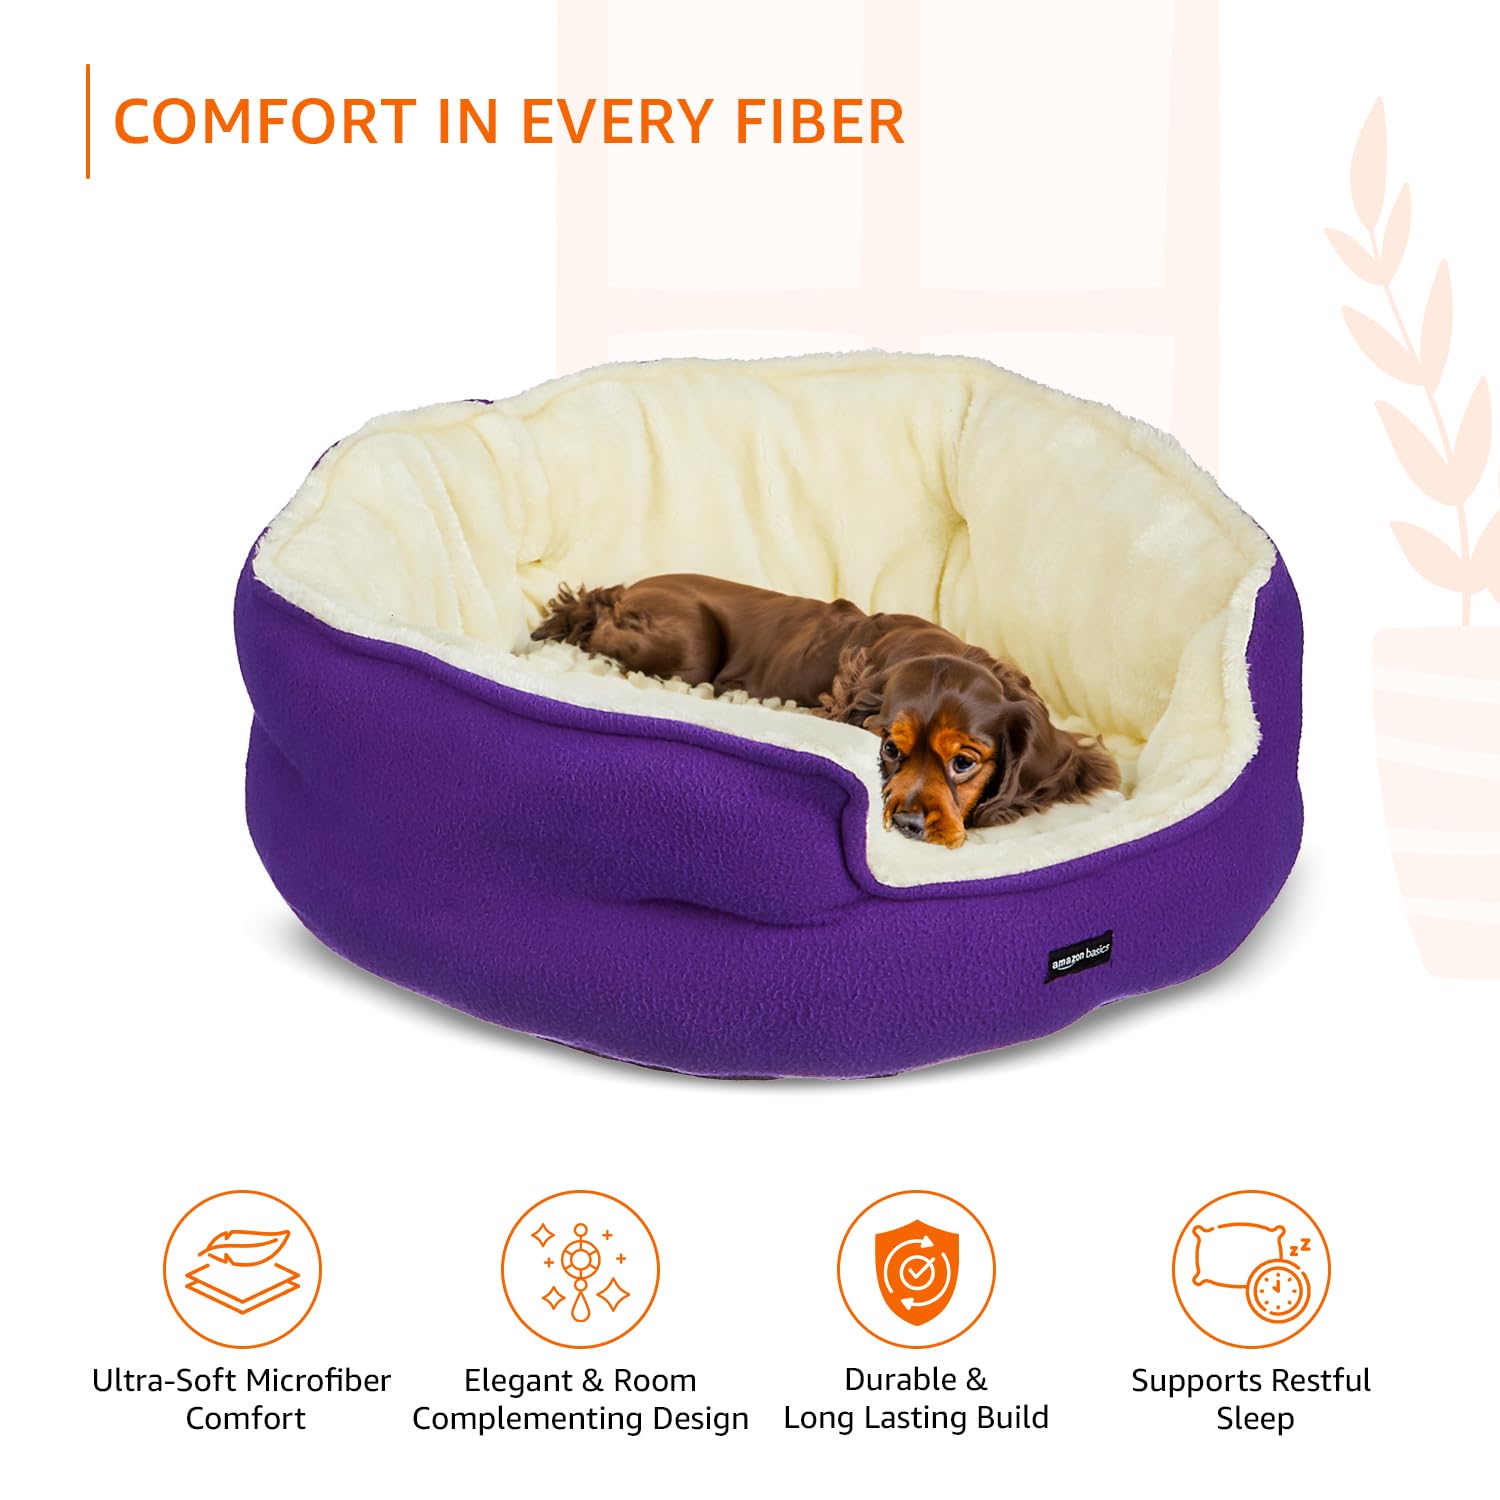 COMFORT IN EVERY FIBER
amazon basics
zz
Ultra-Soft Microfiber
Comfort
Elegant & Room
Complementing Design
Durable &
Long Lasting Build
Supports Restful
Sleep